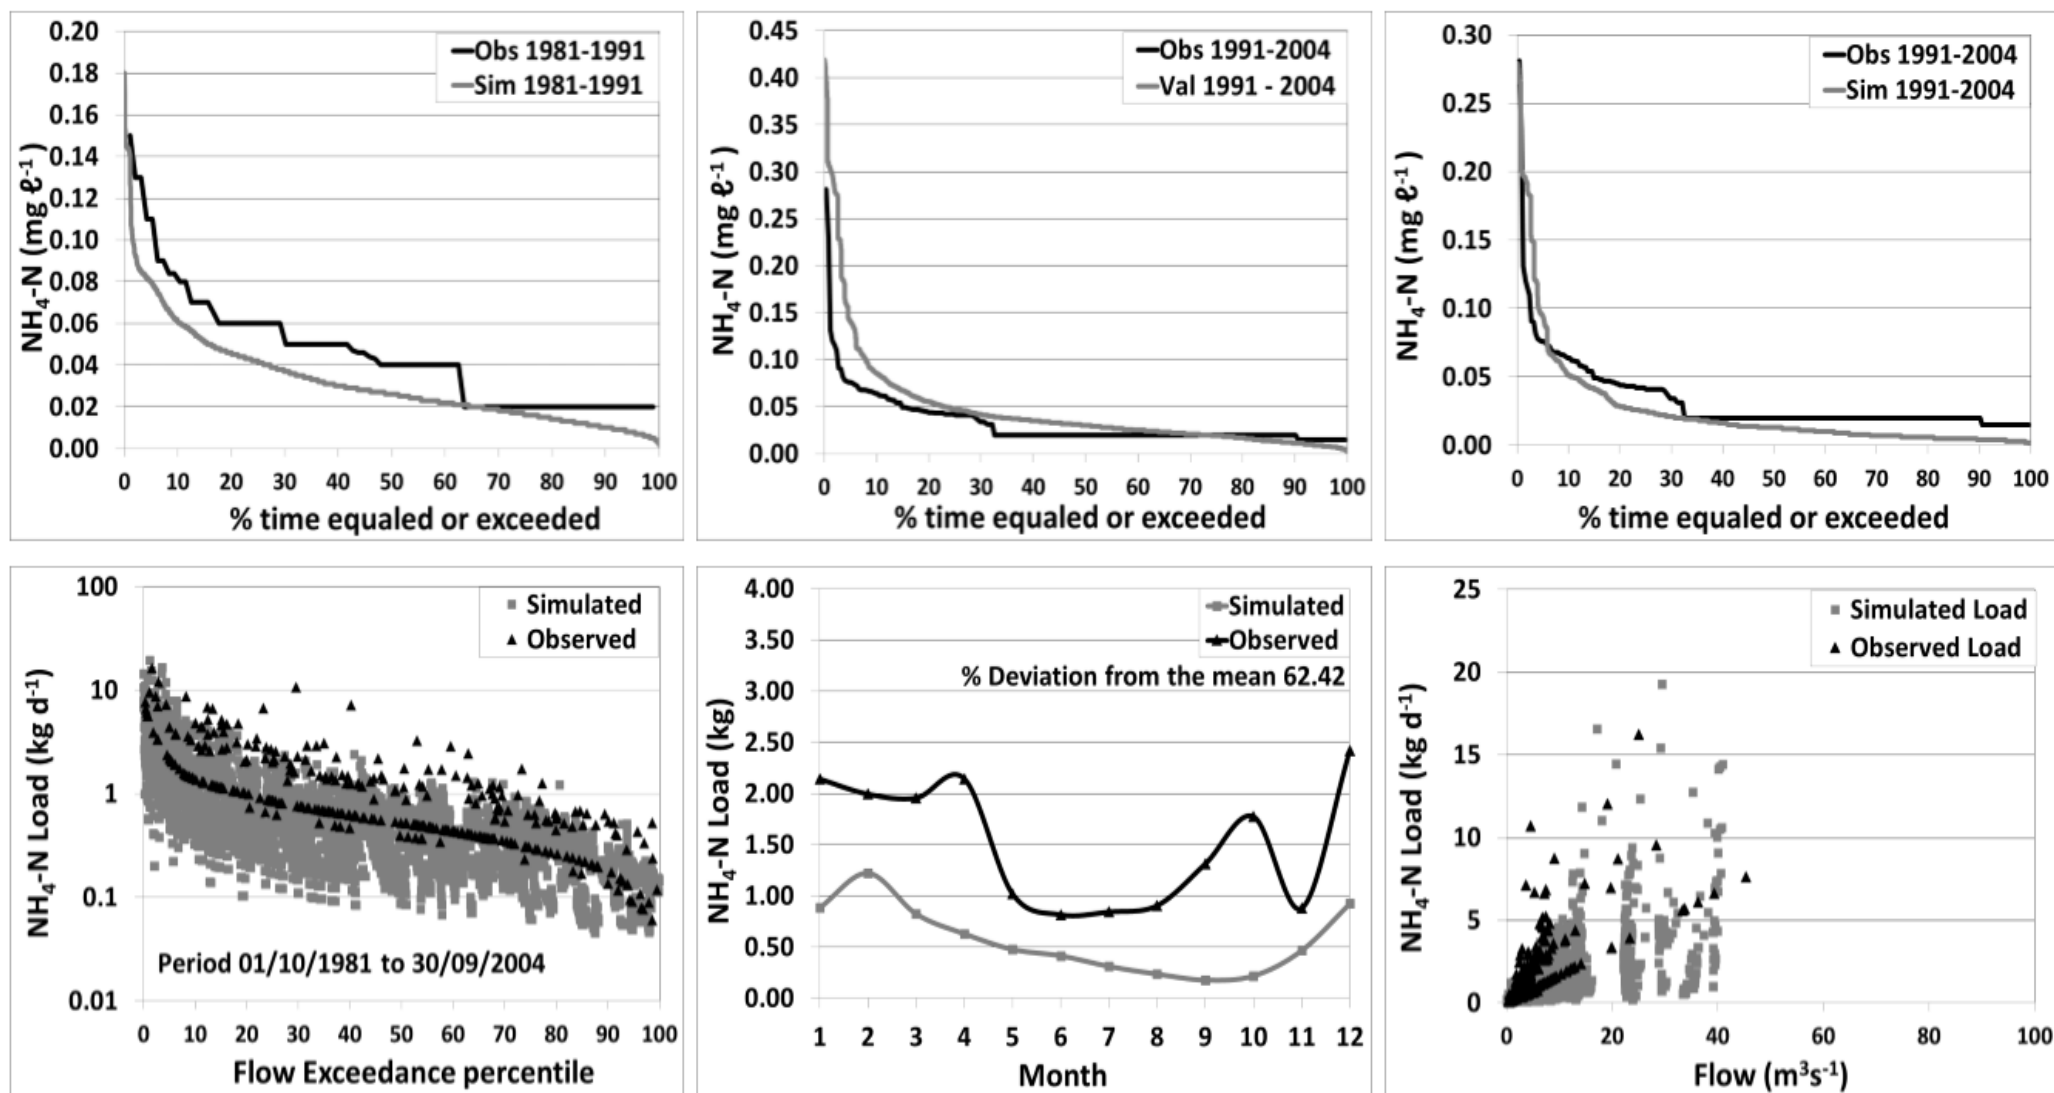 0.20
0.18
0.16
0.14
0.12
0.10
0.08
0.06
0.04
0.02
0.00
NH₄-N (mg ℓ⁻¹)
Obs 1981-1991
Sim 1981-1991
0 10 20 30 40 50 60 70 80 90 100
% time equaled or exceeded
0.45
0.40
0.35
0.30
0.25
0.20
0.15
0.10
0.05
0.00
NH₄-N (mg ℓ⁻¹)
Obs 1991-2004
Val 1991 - 2004
0 10 20 30 40 50 60 70 80 90 100
% time equaled or exceeded
0.30
0.25
0.20
0.15
0.10
0.05
0.00
NH₄-N (mg ℓ⁻¹)
Obs 1991-2004
Sim 1991-2004
0 10 20 30 40 50 60 70 80 90 100
% time equaled or exceeded
100
10
1
0.1
0.01
NH₄-N Load (kg d⁻¹)
Simulated
Observed
Period 01/10/1981 to 30/09/2004
0 10 20 30 40 50 60 70 80 90 100
Flow Exceedance percentile
4.00
3.50
3.00
2.50
2.00
1.50
1.00
0.50
0.00
NH₄-N Load (kg)
Simulated
Observed
% Deviation from the mean 62.42
1 2 3 4 5 6 7 8 9 10 11 12
Month
25
20
15
10
5
0
NH₄-N Load (kg d⁻¹)
Simulated Load
Observed Load
0 20 40 60 80 100
Flow (m³s⁻¹)